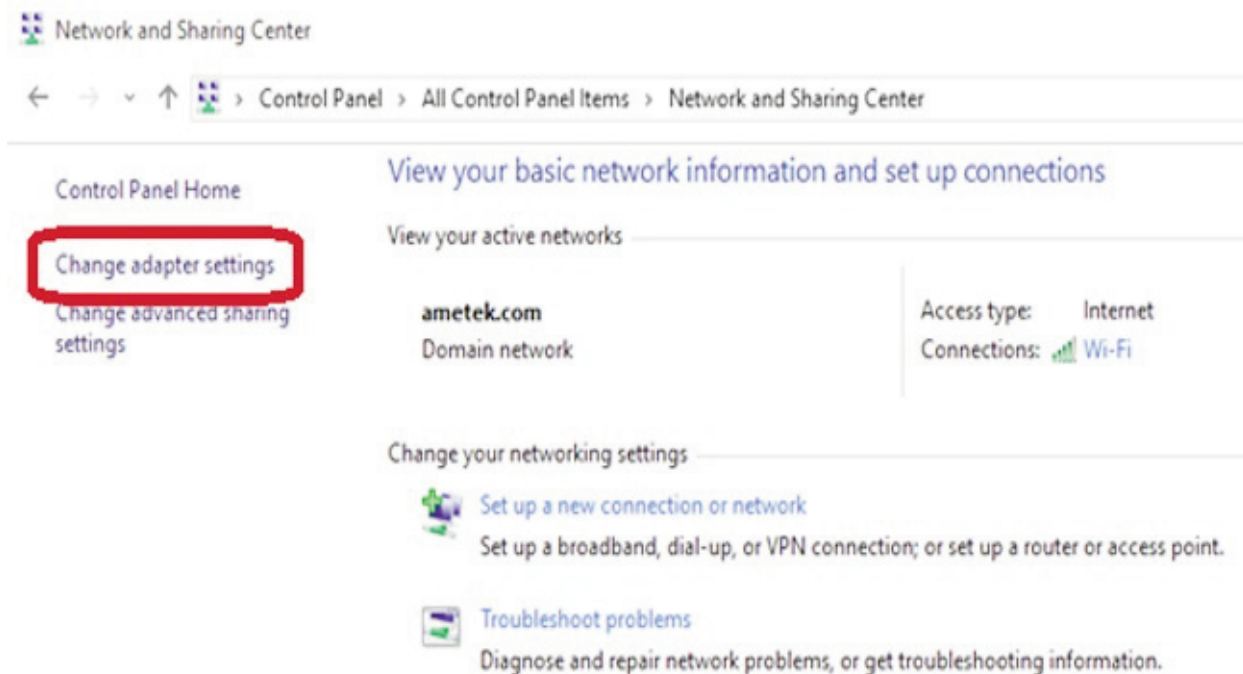 Network and Sharing Center
Control Panel > All Control Panel Items > Network and Sharing Center
Control Panel Home
Change adapter settings
Change advanced sharing
settings
View your basic network information and set up connections
View your active networks
ametek.com
Domain network
Access type: Internet
Connections: Wi-Fi
Change your networking settings
Set up a new connection or network
Set up a broadband, dial-up, or VPN connection; or set up a router or access point.
Troubleshoot problems
Diagnose and repair network problems, or get troubleshooting information.